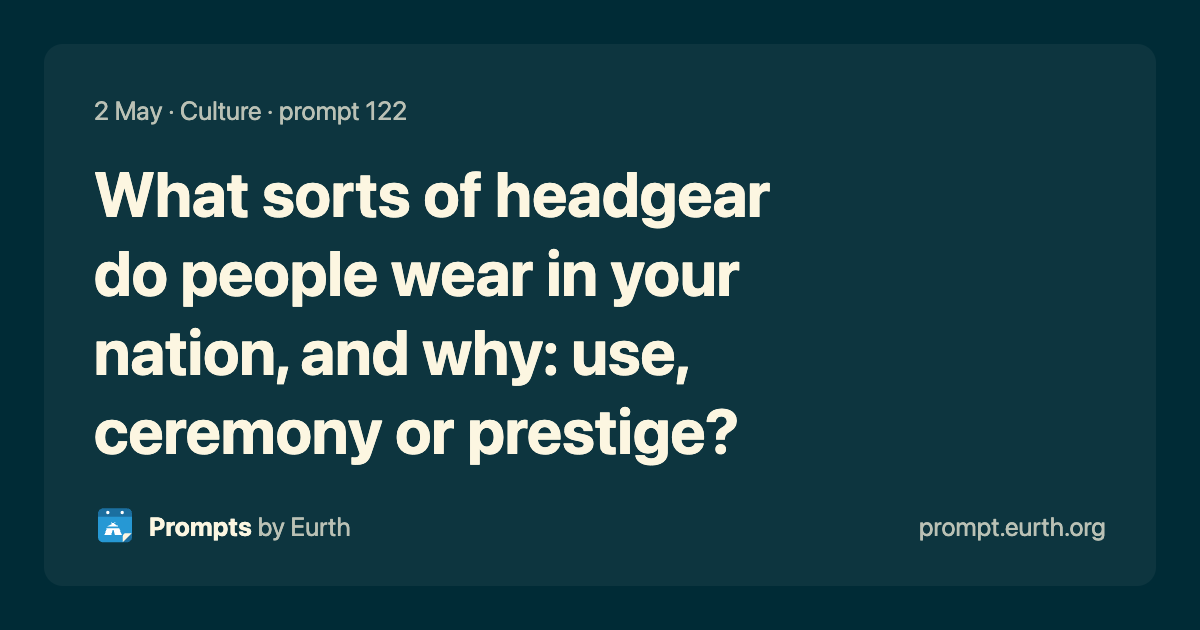 2 May · Culture · prompt 122
What sorts of headgear
do people wear in your
nation, and why: use,
ceremony or prestige?
Prompts by Eurth
prompt.eurth.org